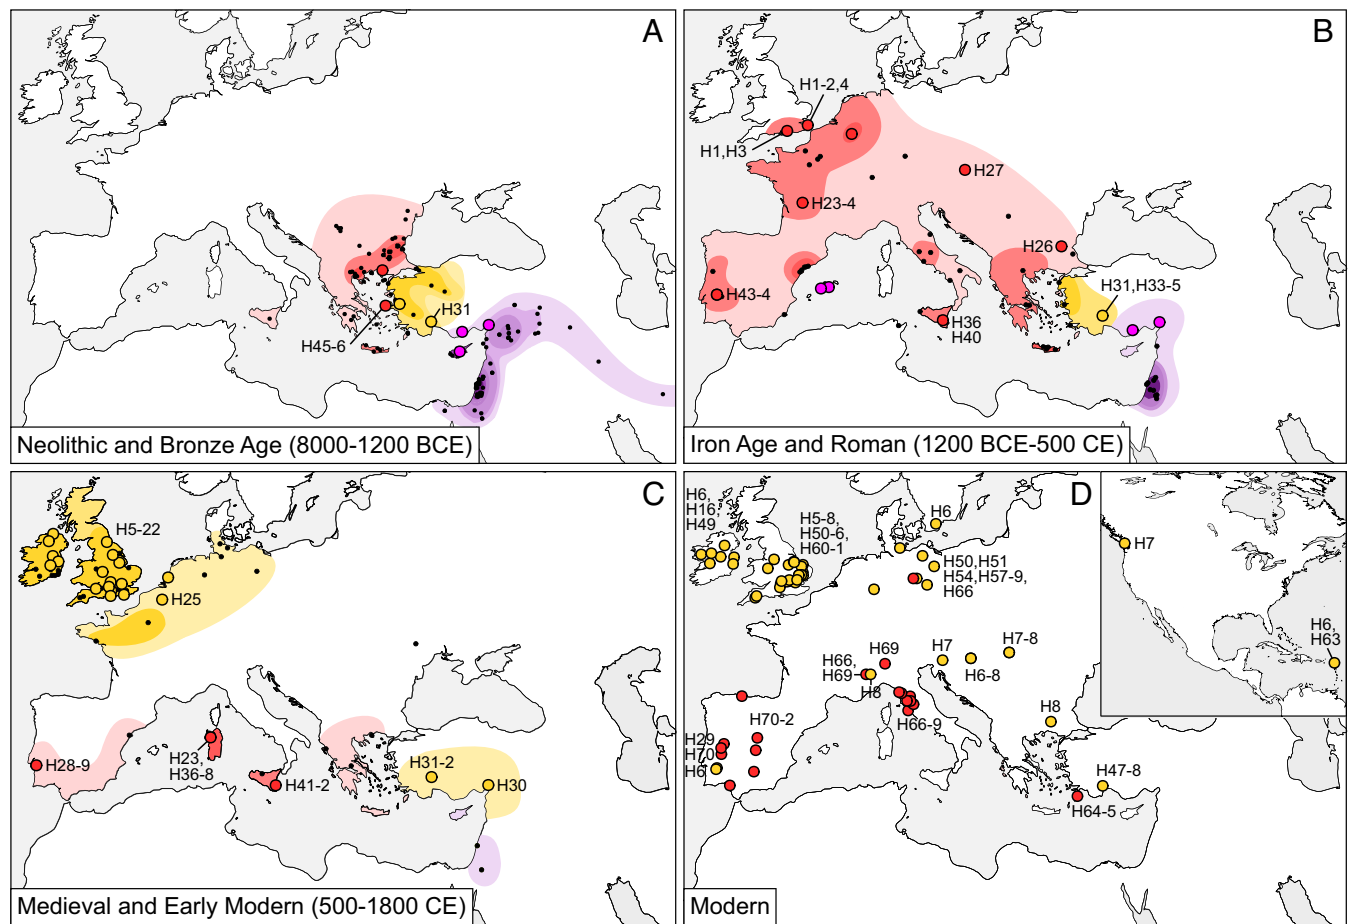 A
H31
H45-6
Neolithic and Bronze Age (8000-1200 BCE)
B
H1-2,4
H1,H3
H27
H23-4
H26
H43-4
H31,H33-5
H36
H40
Iron Age and Roman (1200 BCE-500 CE)
C
H5-22
H25
H23,
H36-8
H28-9
H41-2
H31-2
H30
Medieval and Early Modern (500-1800 CE)
D
H6,
H16,
H49
H5-8,
H50-6,
H60-1
H6
H50,H51
H54,H57-9,
H66
H7
H6,
H63
H69
H66,
H69
H8
H7
H6-8
H7-8
H66-9
H70-2
H29
H70
H6
H8
H47-8
H64-5
Modern